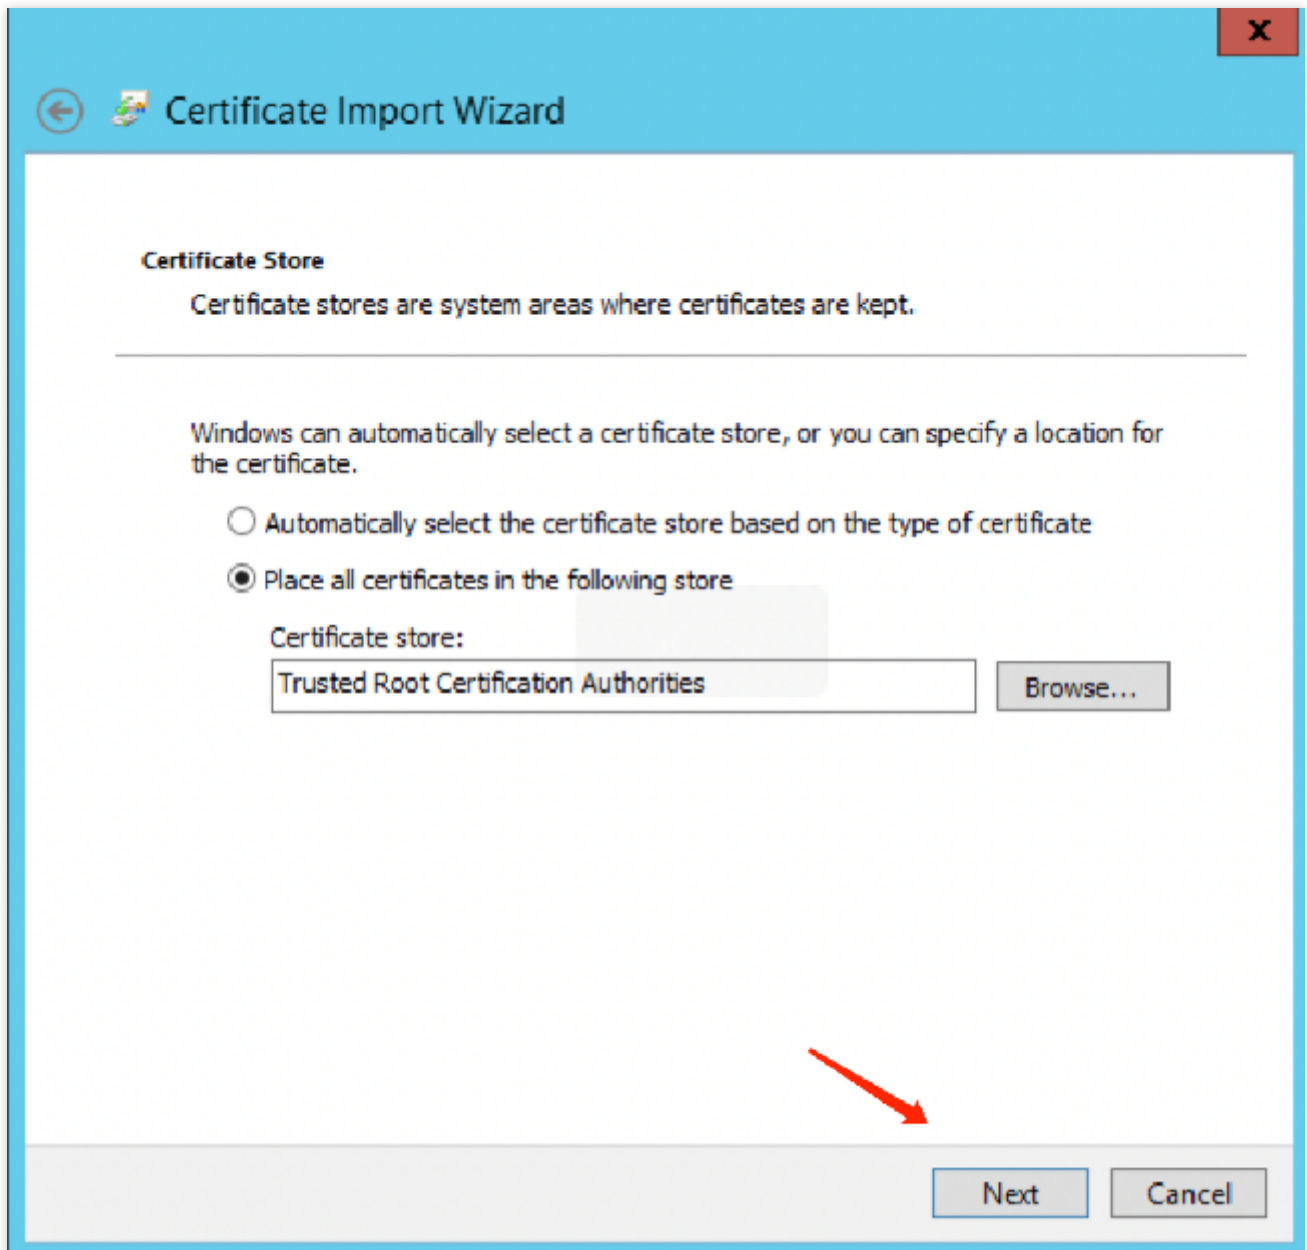 x
Certificate Import Wizard
Certificate Store
Certificate stores are system areas where certificates are kept.
Windows can automatically select a certificate store, or you can specify a location for
the certificate.
Automatically select the certificate store based on the type of certificate
Place all certificates in the following store
Certificate store:
Trusted Root Certification Authorities
Browse...
Next
Cancel